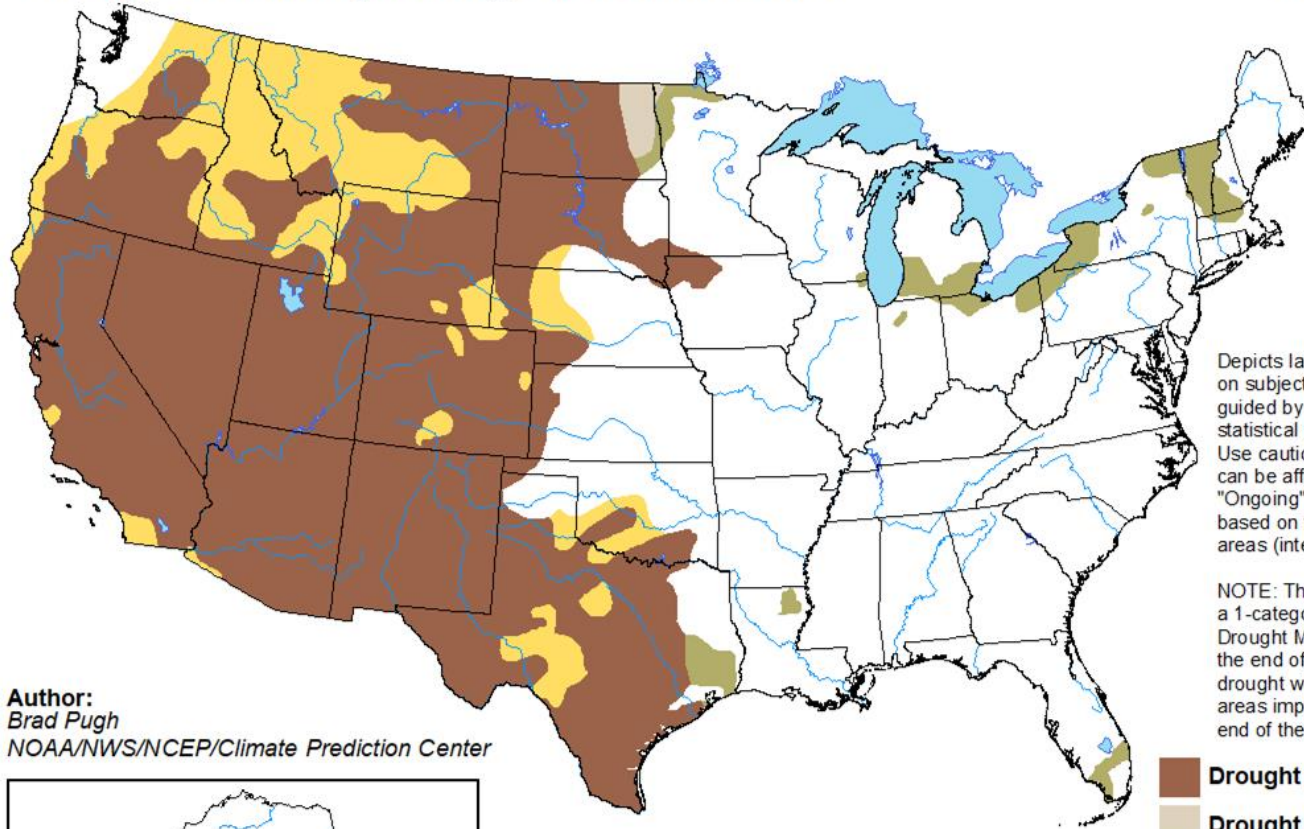 Depicts la
on subject
guided by
statistical
Use cautio
can be aff
"Ongoing"
based on
areas (inte
NOTE: Th
a 1-catego
Drought M
the end of
drought w
areas imp
end of the
Author:
Brad Pugh
NOAA/NWS/NCEP/Climate Prediction Center
Drought
Drought